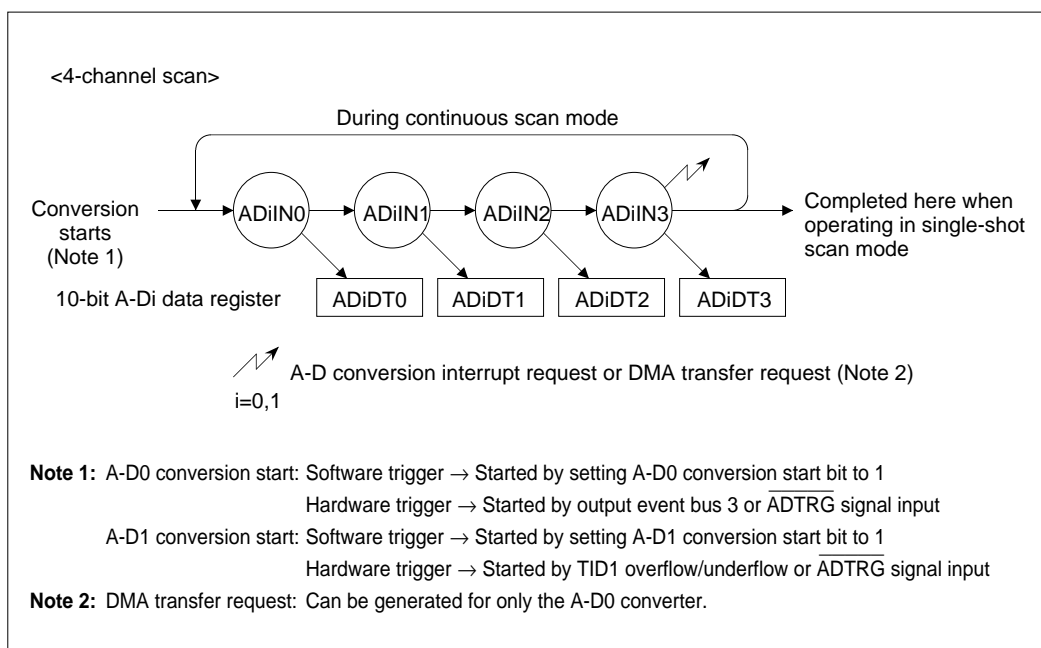 <4-channel scan>
During continuous scan mode
Conversion
starts
(Note 1)
ADiIN0
ADiIN1
ADiIN2
ADiIN3
Completed here when
operating in single-shot
scan mode
10-bit A-Di data register
ADiDT0
ADiDT1
ADiDT2
ADiDT3
A-D conversion interrupt request or DMA transfer request (Note 2)
i=0,1
Note 1: A-D0 conversion start: Software trigger → Started by setting A-D0 conversion start bit to 1
Hardware trigger → Started by output event bus 3 or ADTRG signal input
A-D1 conversion start: Software trigger → Started by setting A-D1 conversion start bit to 1
Hardware trigger → Started by TID1 overflow/underflow or ADTRG signal input
Note 2: DMA transfer request: Can be generated for only the A-D0 converter.